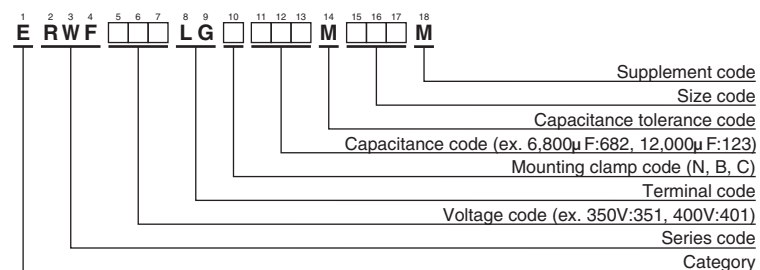 1 2 3 4 5 6 7 8 9 10 11 12 13 14 15 16 17 18
E R W F □□□ L G □ □□□ M □□□ M
Supplement code
Size code
Capacitance tolerance code
Capacitance code (ex. 6,800μF:682, 12,000μF:123)
Mounting clamp code (N, B, C)
Terminal code
Voltage code (ex. 350V:351, 400V:401)
Series code
Category